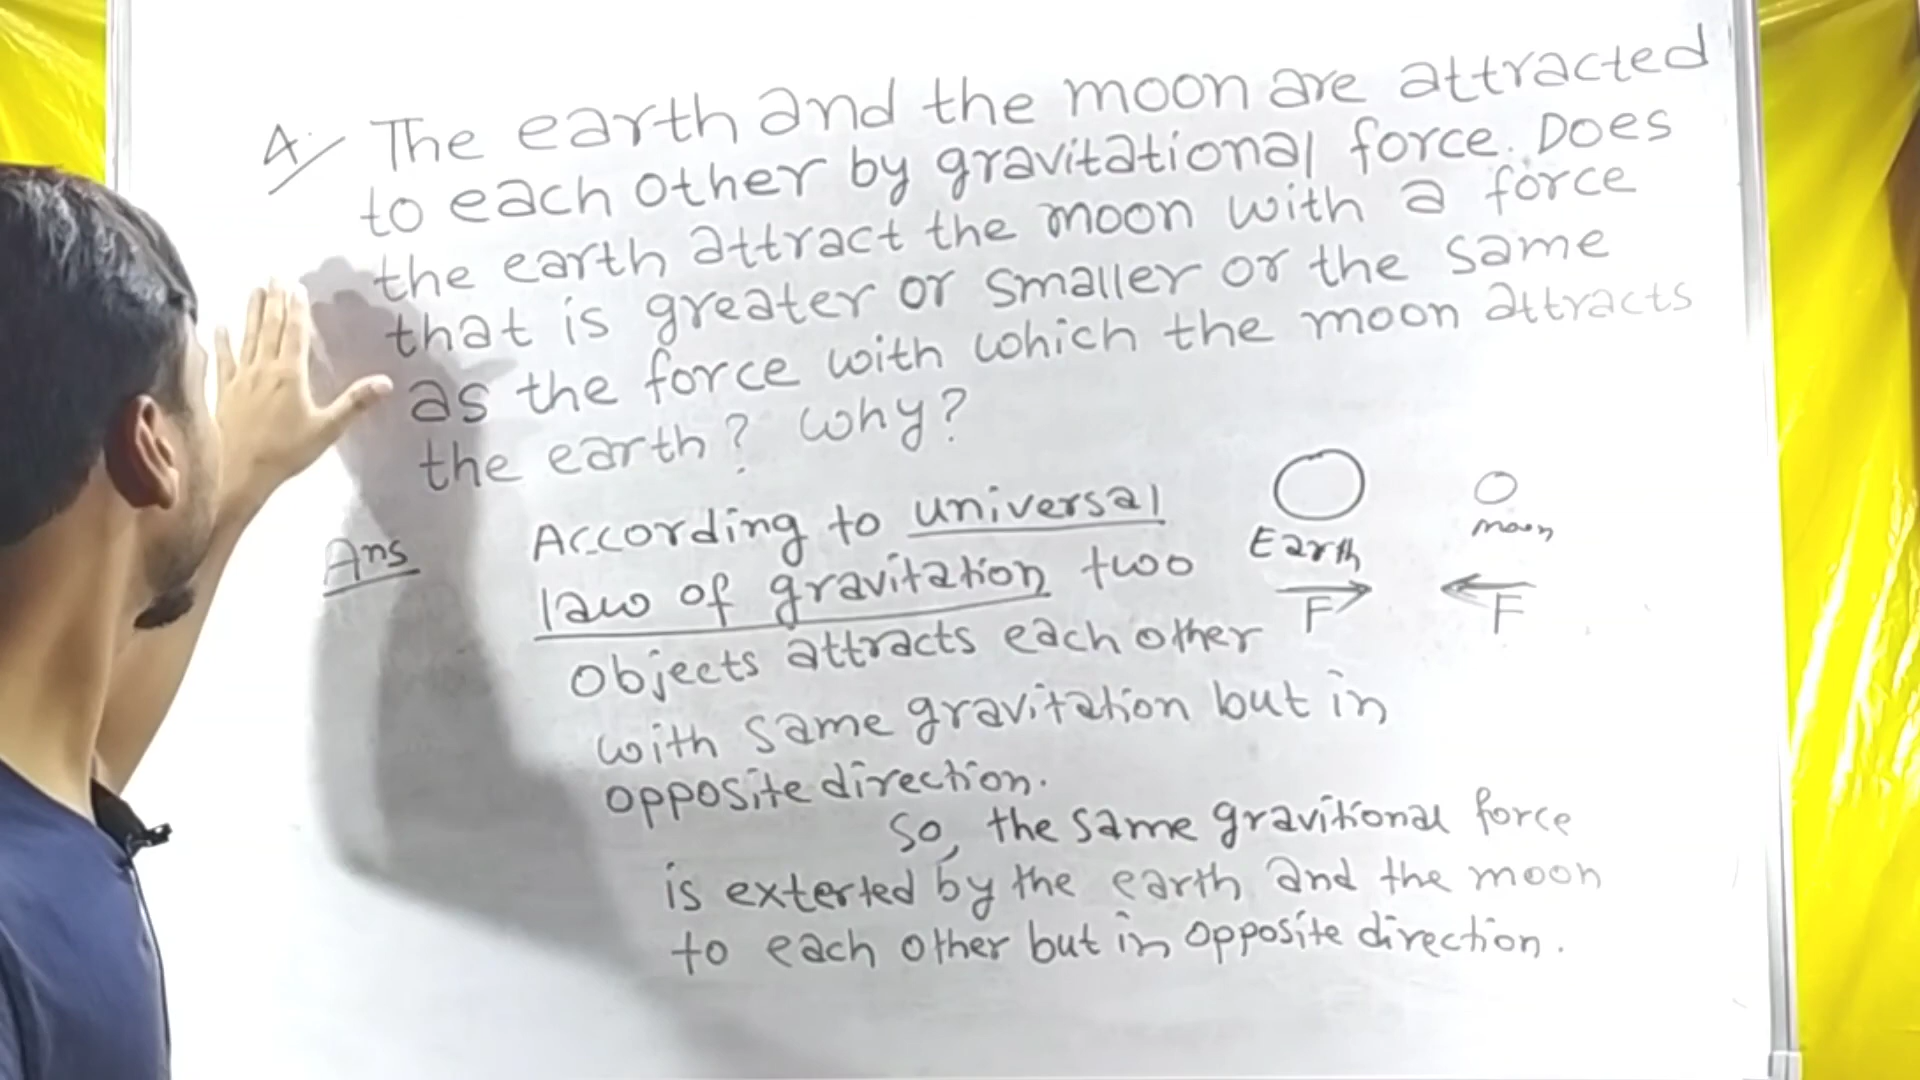 4. The earth and the moon are attracted
to each other by gravitational force. Does
the earth attract the moon with a force
that is greater or smaller or the same
as the force with which the moon attracts
the earth? Why?
Ans According to universal
law of gravitation two
objects attracts each other
with same gravitation but in
opposite direction.
So, the same gravitional force
is exterted by the earth and the moon
to each other but in opposite direction.
Earth
moon
F
F